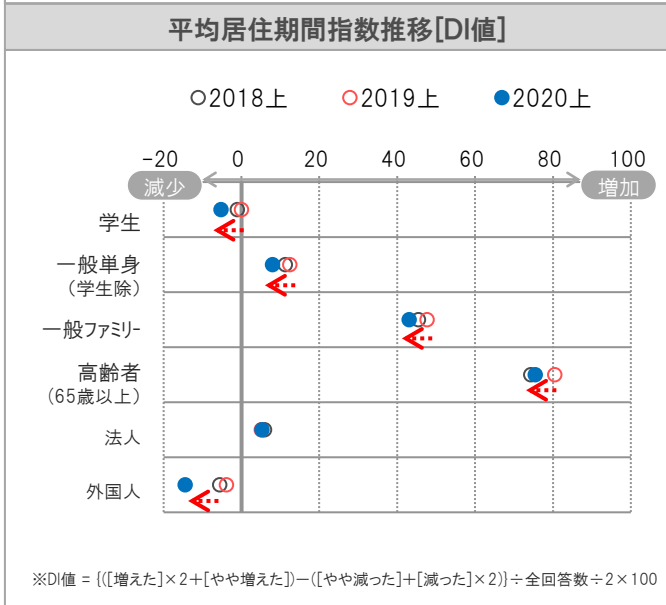 平均居住期間指数推移[DI値]
○2018上 ○2019上 ●2020上
-20 0 20 40 60 80 100
減少 増加
学生
一般単身
(学生除)
一般ファミリー
高齢者
(65歳以上)
法人
外国人
※DI値 = {([増えた]×2+[やや増えた])-([やや減った]+[減った]×2)}÷全回答数÷2×100